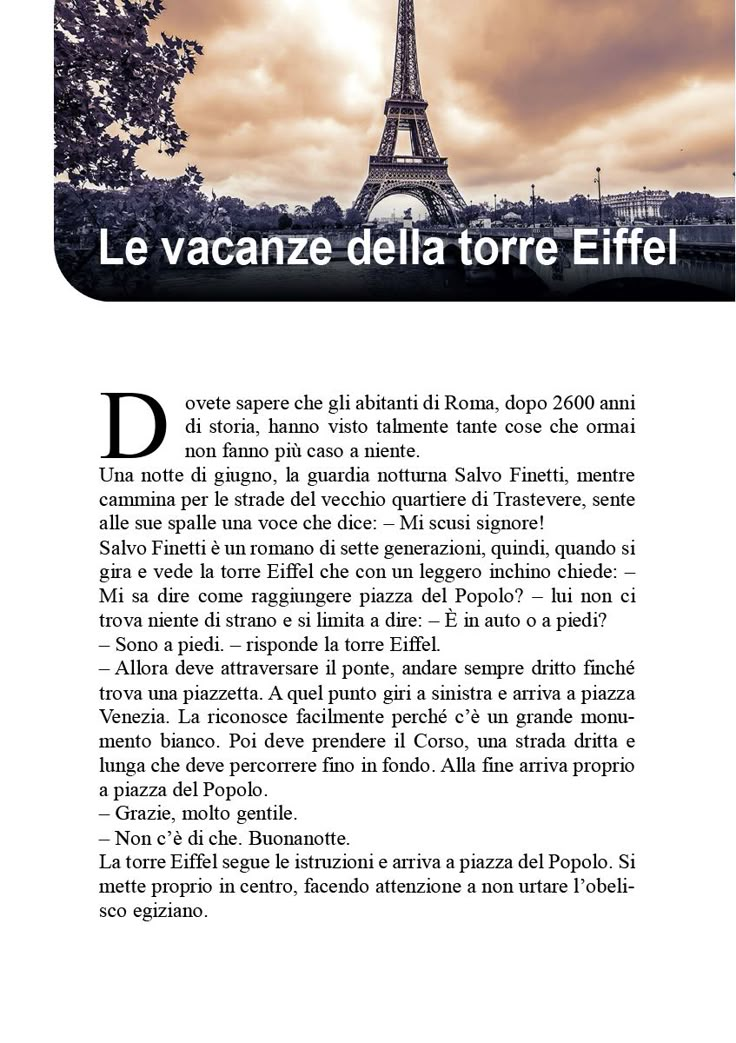 Le vacanze della torre Eiffel
Dovete sapere che gli abitanti di Roma, dopo 2600 anni
di storia, hanno visto talmente tante cose che ormai
non fanno più caso a niente.
Una notte di giugno, la guardia notturna Salvo Finetti, mentre
cammina per le strade del vecchio quartiere di Trastevere, sente
alle sue spalle una voce che dice: – Mi scusi signore!
Salvo Finetti è un romano di sette generazioni, quindi, quando si
gira e vede la torre Eiffel che con un leggero inchino chiede: –
Mi sa dire come raggiungere piazza del Popolo? – lui non ci
trova niente di strano e si limita a dire: – È in auto o a piedi?
– Sono a piedi. – risponde la torre Eiffel.
– Allora deve attraversare il ponte, andare sempre dritto finché
trova una piazzetta. A quel punto giri a sinistra e arriva a piazza
Venezia. La riconosce facilmente perché c’è un grande monu-
mento bianco. Poi deve prendere il Corso, una strada dritta e
lunga che deve percorrere fino in fondo. Alla fine arriva proprio
a piazza del Popolo.
– Grazie, molto gentile.
– Non c’è di che. Buonanotte.
La torre Eiffel segue le istruzioni e arriva a piazza del Popolo. Si
mette proprio in centro, facendo attenzione a non urtare l’obeli-
sco egiziano.